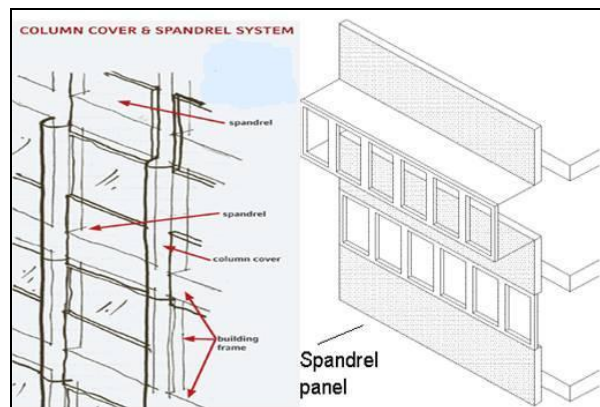 COLUMN COVER & SPANDREL SYSTEM
spandrel
spandrel
column cover
building
frame
Spandrel
panel